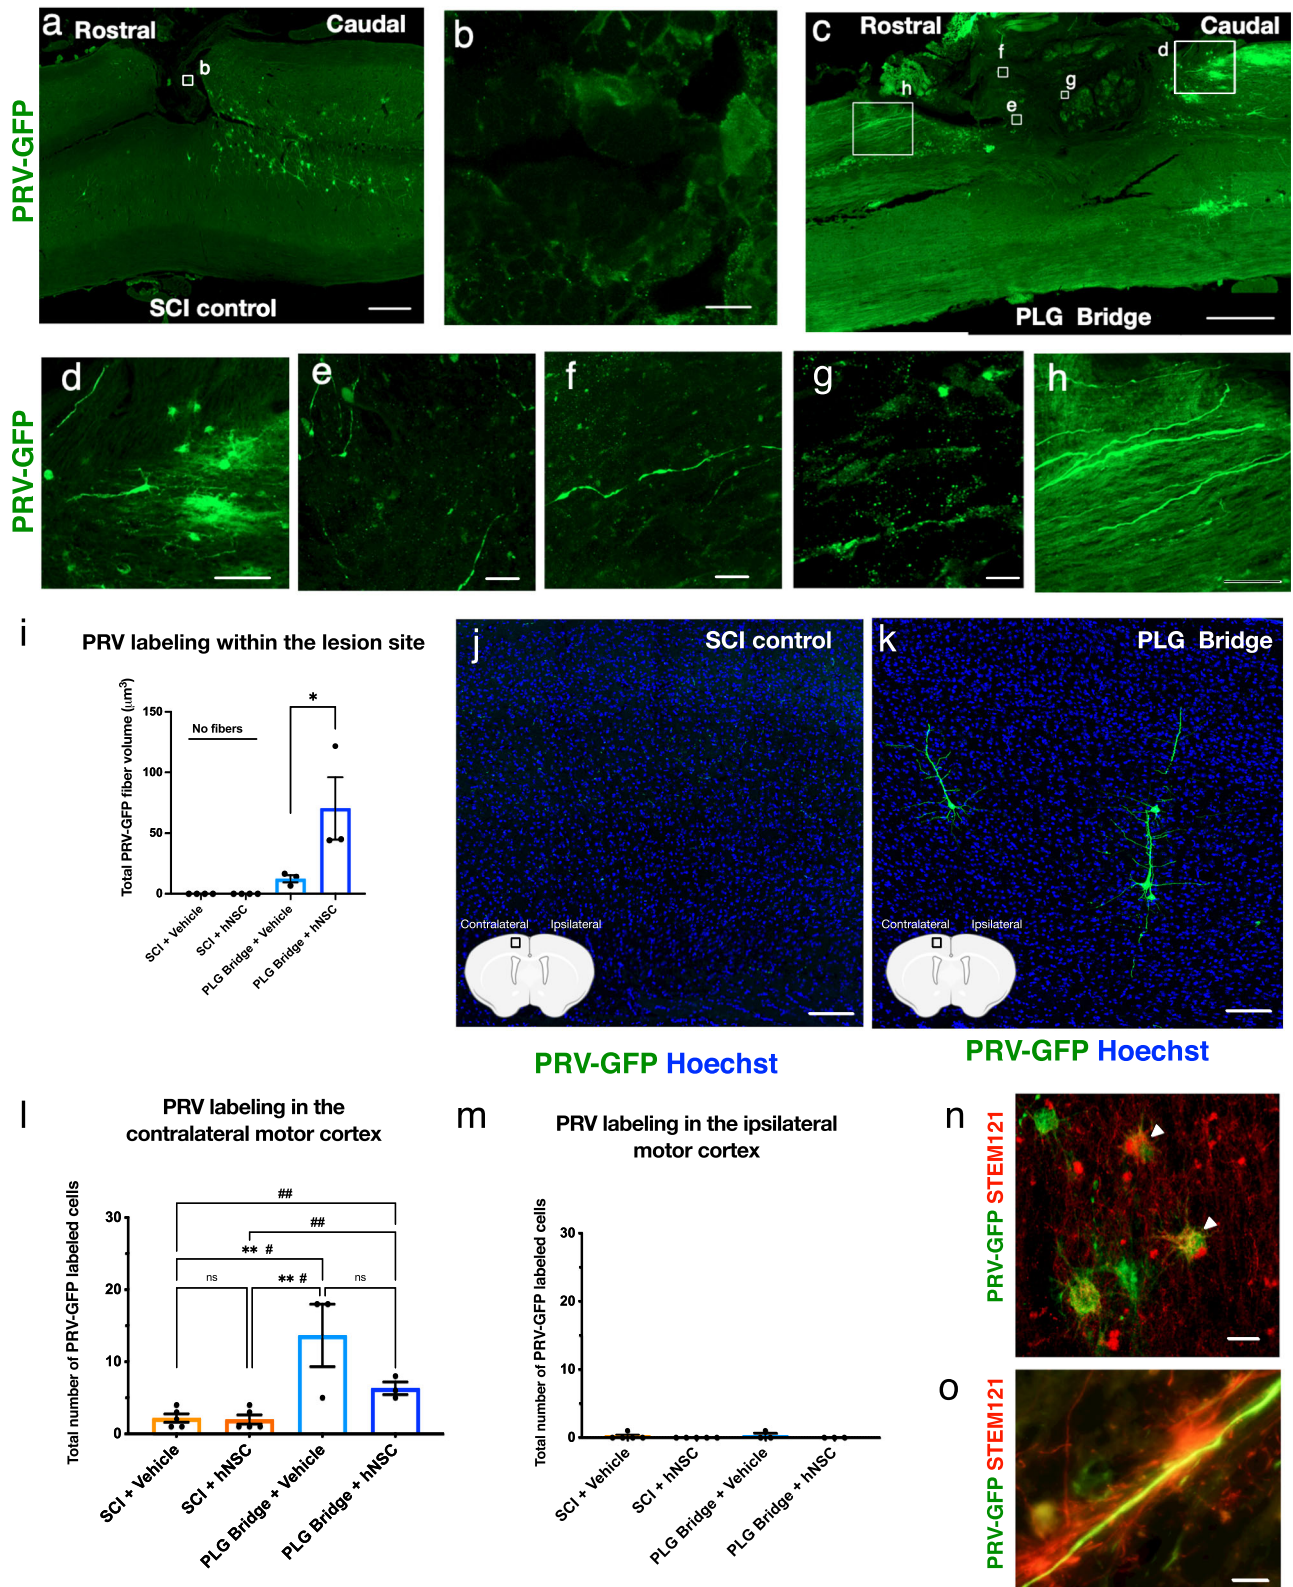 a
Rostral
Caudal
b
SCI control
b
c
Rostral
Caudal
f
g
e
h
d
PLG Bridge
PRV-GFP
d
e
f
g
h
PRV-GFP
i
PRV labeling within the lesion site
Total PRV-GFP fiber volume (µm³)
150
100
50
0
No fibers
*
SCI + Vehicle
SCI + hNSC
PLG Bridge + Vehicle
PLG Bridge + hNSC
j
SCI control
Contralateral
Ipsilateral
PRV-GFP Hoechst
k
PLG Bridge
Contralateral
Ipsilateral
PRV-GFP Hoechst
l
PRV labeling in the
contralateral motor cortex
Total number of PRV-GFP labeled cells
30
20
10
0
##
##
** #
ns
** #
ns
SCI + Vehicle
SCI + hNSC
PLG Bridge + Vehicle
PLG Bridge + hNSC
m
PRV labeling in the ipsilateral
motor cortex
Total number of PRV-GFP labeled cells
30
20
10
0
SCI + Vehicle
SCI + hNSC
PLG Bridge + Vehicle
PLG Bridge + hNSC
n
PRV-GFP STEM121
o
PRV-GFP STEM121